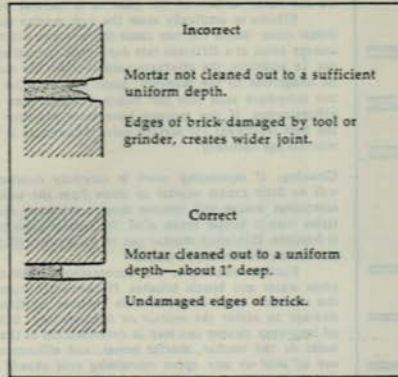 Incorrect
Mortar not cleaned out to a sufficient
uniform depth.
Edges of brick damaged by tool or
grinder, creates wider joint.
Correct
Mortar cleaned out to a uniform
depth—about 1" deep.
Undamaged edges of brick.